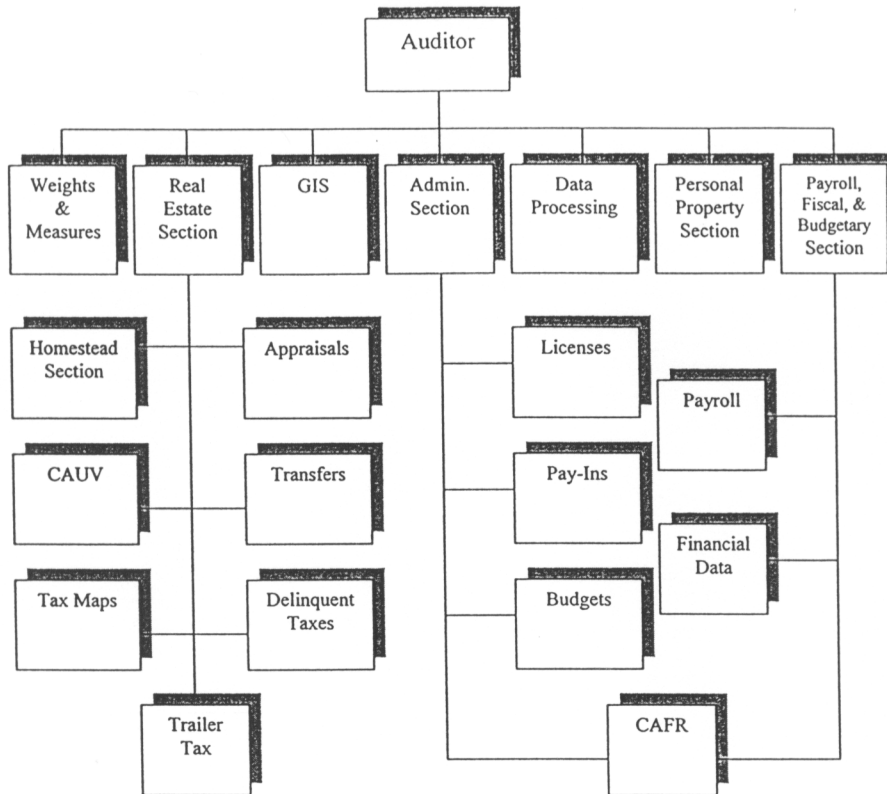 Auditor
Weights
&
Measures
Real
Estate
Section
GIS
Admin.
Section
Data
Processing
Personal
Property
Section
Payroll,
Fiscal, &
Budgetary
Section
Homestead
Section
Appraisals
Licenses
Payroll
CAUV
Transfers
Pay-Ins
Financial
Data
Tax Maps
Delinquent
Taxes
Budgets
Trailer
Tax
CAFR